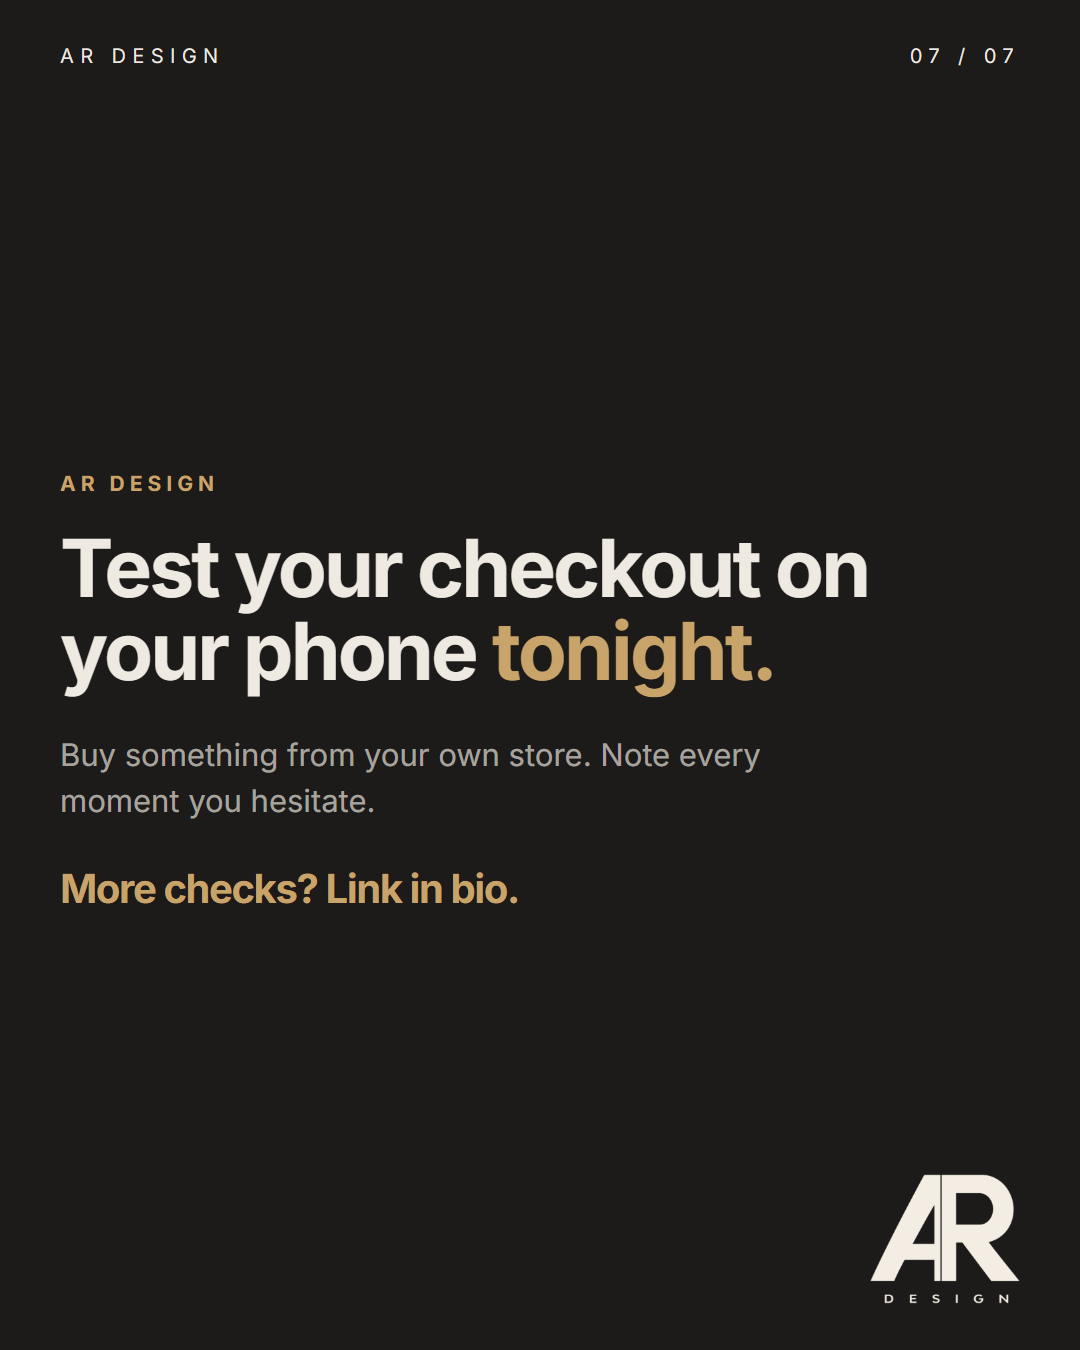 AR DESIGN
07 / 07
AR DESIGN
Test your checkout on
your phone tonight.
Buy something from your own store. Note every
moment you hesitate.
More checks? Link in bio.
AR
DESIGN